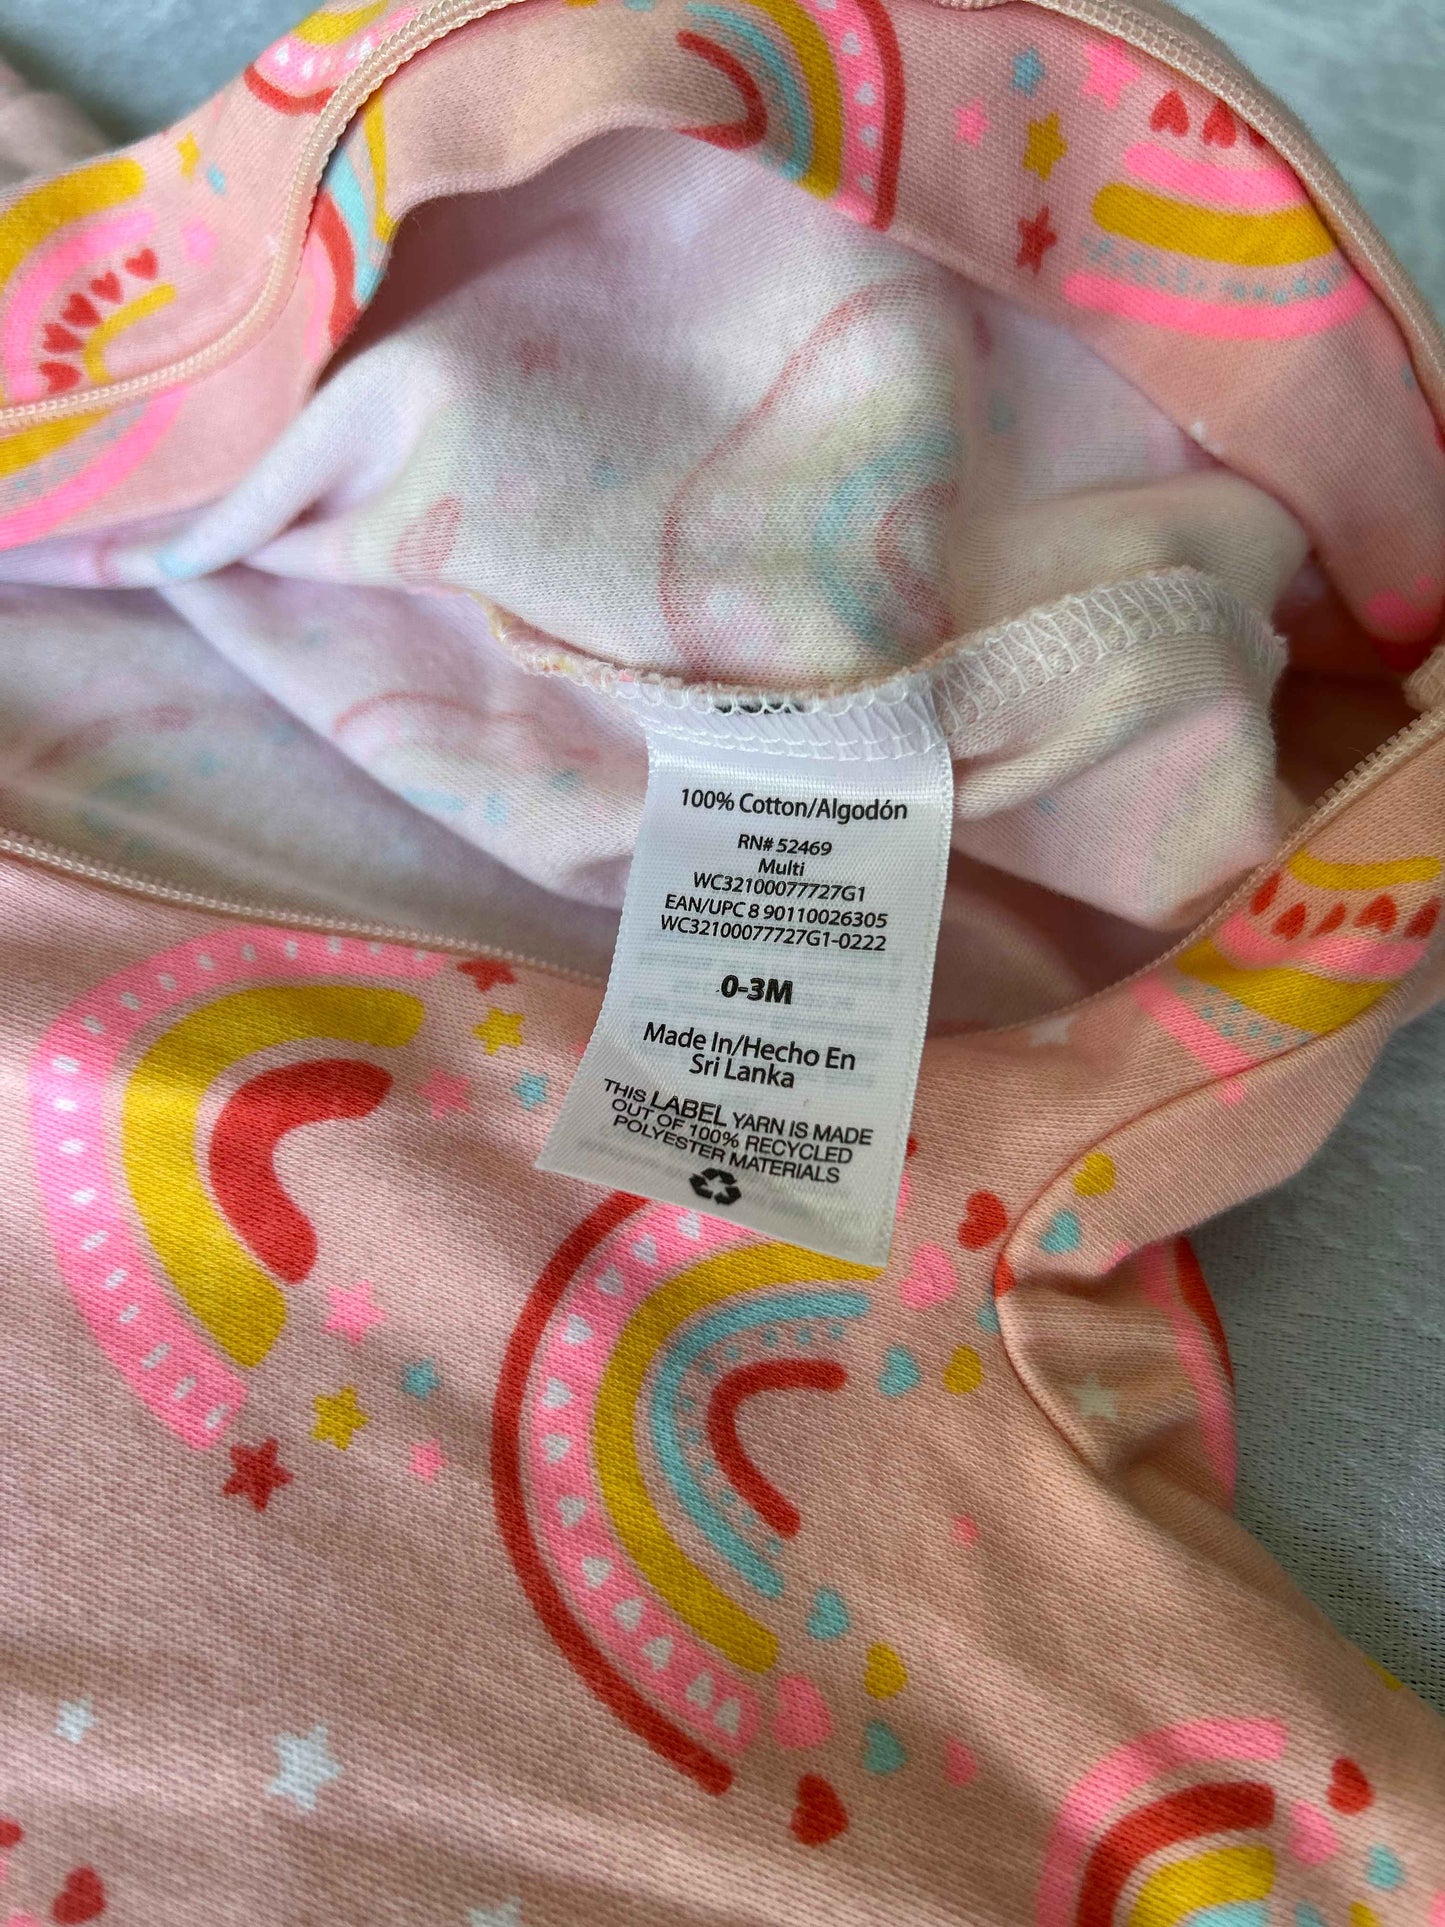 100% Cotton/Algodón
RN# 52469
Multi
WC32100077727G1
EAN/UPC 8 90110026305
WC32100077727G1-0222
0-3M
Made In/Hecho En
Sri Lanka
THIS LABEL YARN IS MADE
OUT OF 100% RECYCLED
POLYESTER MATERIALS